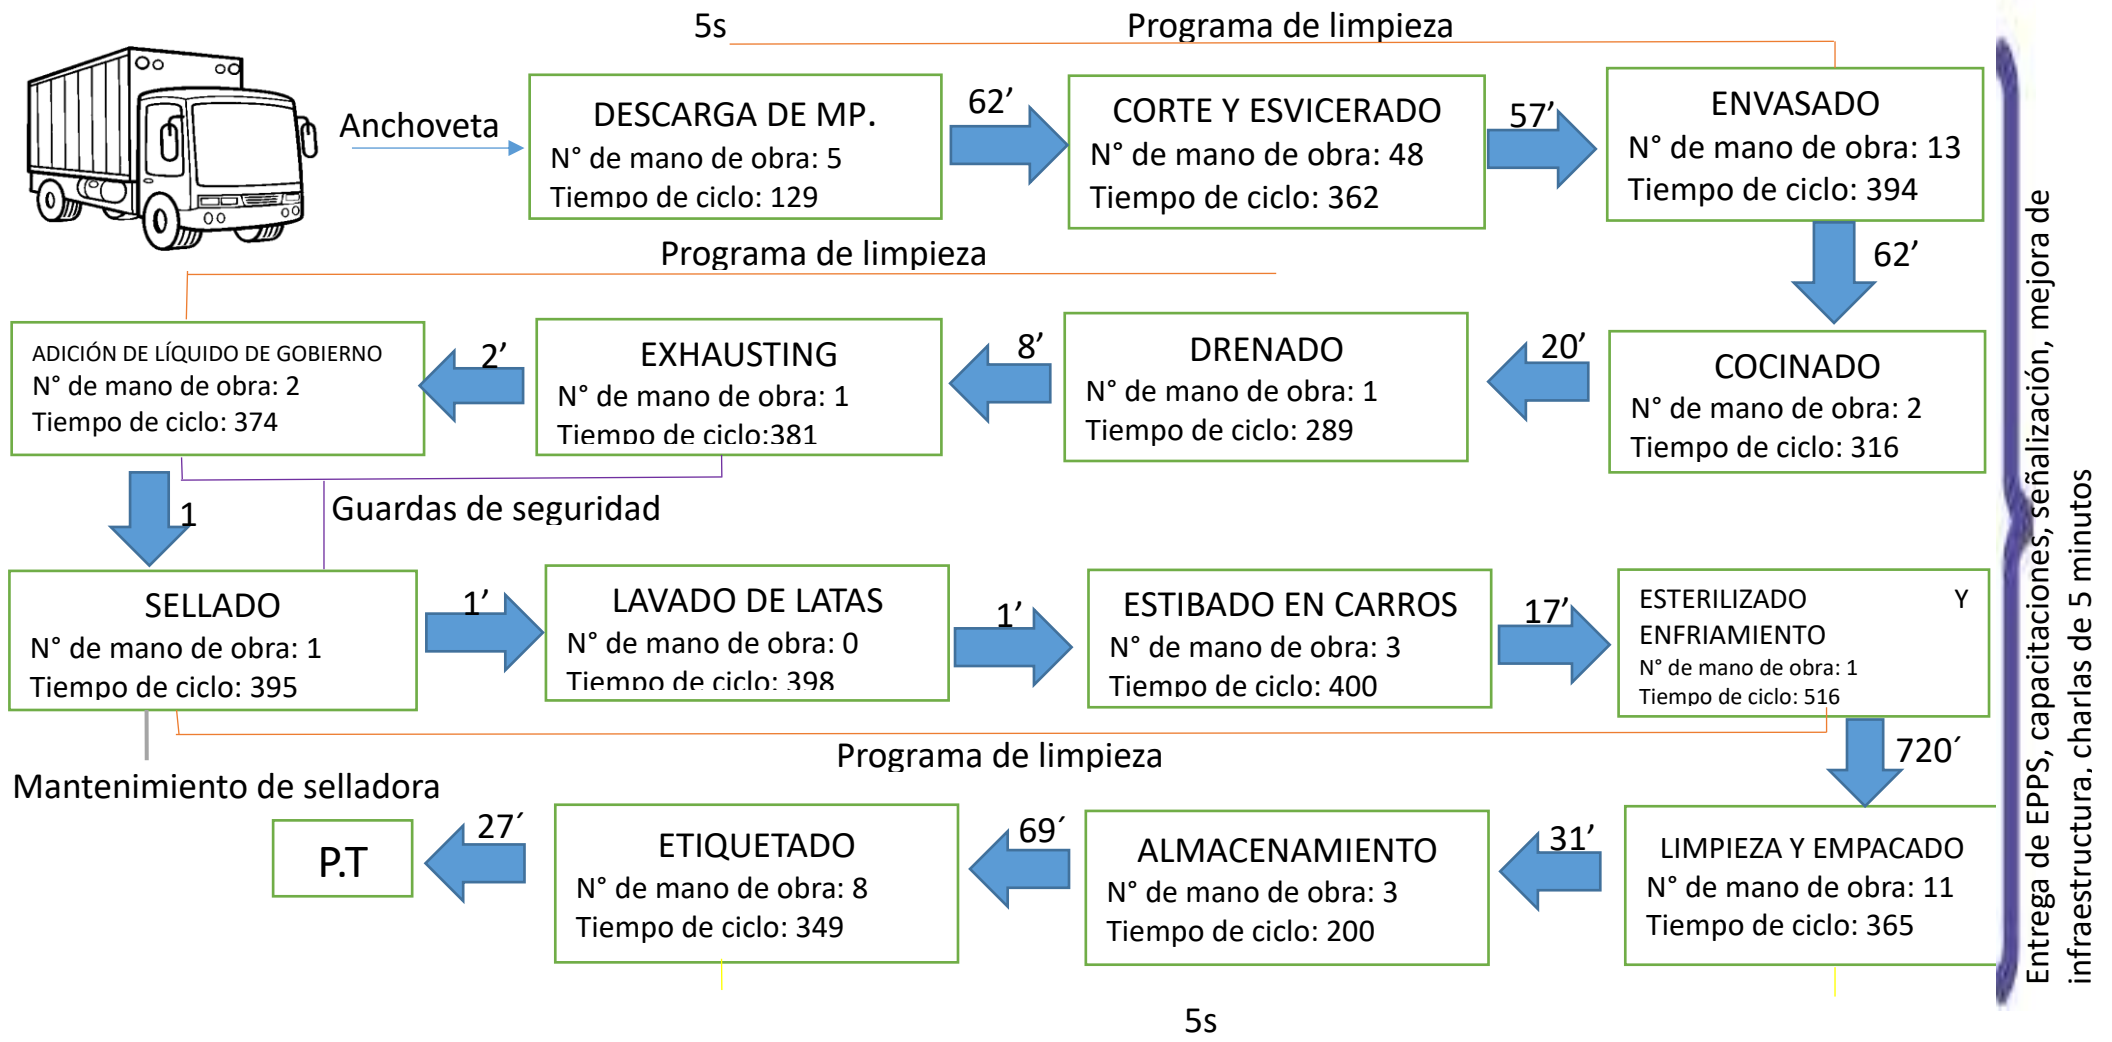 5s
Programa de limpieza
Anchoveta
DESCARGA DE MP.
N° de mano de obra: 5
Tiempo de ciclo: 129
62’
CORTE Y ESVICERADO
N° de mano de obra: 48
Tiempo de ciclo: 362
57’
ENVASADO
N° de mano de obra: 13
Tiempo de ciclo: 394
62’
Programa de limpieza
COCINADO
N° de mano de obra: 2
Tiempo de ciclo: 316
20’
DRENADO
N° de mano de obra: 1
Tiempo de ciclo: 289
8’
EXHAUSTING
N° de mano de obra: 1
Tiempo de ciclo:381
2’
ADICIÓN DE LÍQUIDO DE GOBIERNO
N° de mano de obra: 2
Tiempo de ciclo: 374
1
Guardas de seguridad
SELLADO
N° de mano de obra: 1
Tiempo de ciclo: 395
1’
LAVADO DE LATAS
N° de mano de obra: 0
Tiempo de ciclo: 398
1’
ESTIBADO EN CARROS
N° de mano de obra: 3
Tiempo de ciclo: 400
17’
ESTERILIZADO Y
ENFRIAMIENTO
N° de mano de obra: 1
Tiempo de ciclo: 516
720´
Programa de limpieza
Mantenimiento de selladora
LIMPIEZA Y EMPACADO
N° de mano de obra: 11
Tiempo de ciclo: 365
31’
ALMACENAMIENTO
N° de mano de obra: 3
Tiempo de ciclo: 200
69´
ETIQUETADO
N° de mano de obra: 8
Tiempo de ciclo: 349
27´
P.T
5s
Entrega de EPPS, capacitaciones, señalización, mejora de
infraestructura, charlas de 5 minutos